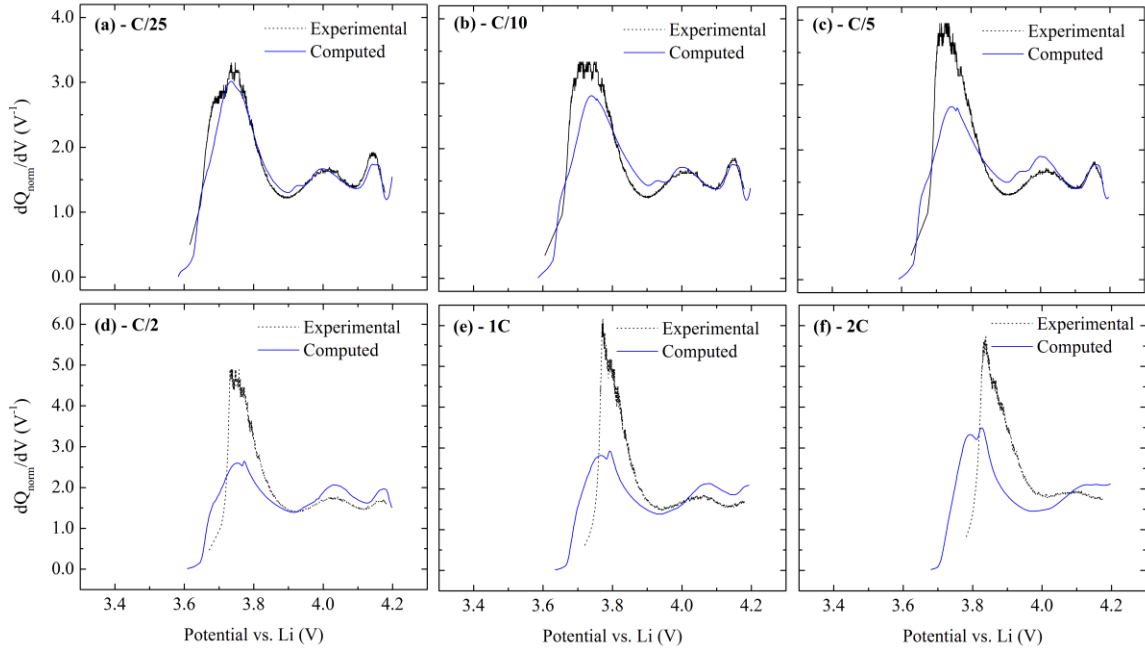 (a) - C/25
Experimental
Computed
(b) - C/10
Experimental
Computed
(c) - C/5
Experimental
Computed
4.0
3.0
2.0
1.0
0.0
dQnorm/dV (V-1)
(d) - C/2
Experimental
Computed
(e) - 1C
Experimental
Computed
(f) - 2C
Experimental
Computed
6.0
5.0
4.0
3.0
2.0
1.0
0.0
dQnorm/dV (V-1)
3.4 3.6 3.8 4.0 4.2
3.4 3.6 3.8 4.0 4.2
3.4 3.6 3.8 4.0 4.2
Potential vs. Li (V)
Potential vs. Li (V)
Potential vs. Li (V)